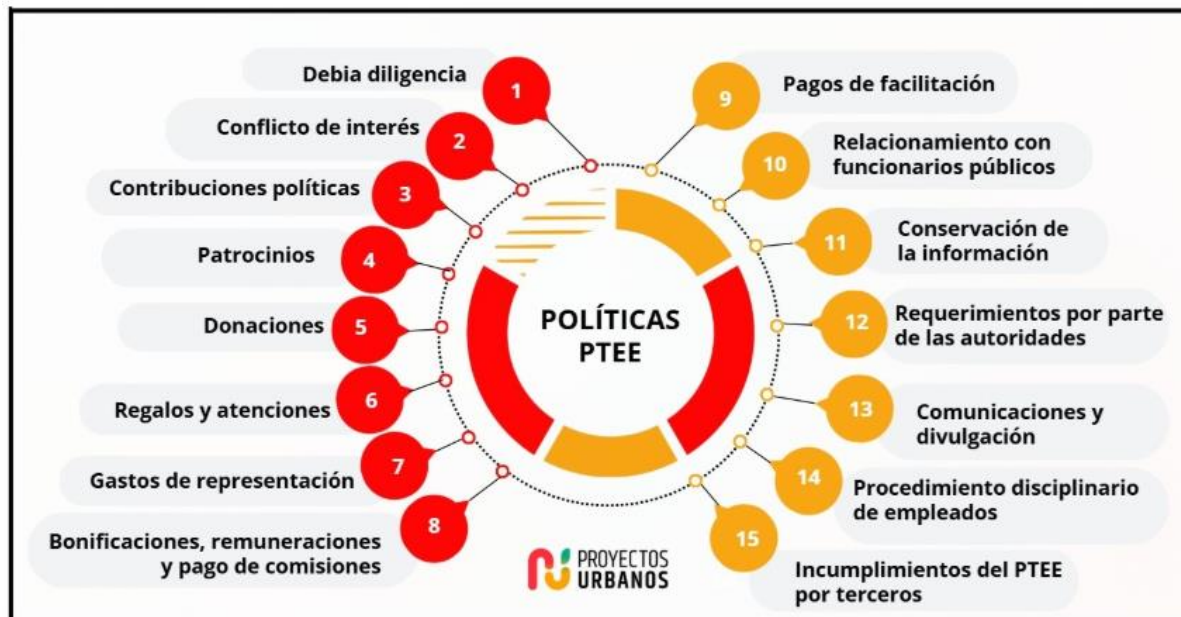 1
Debia diligencia
2
Conflicto de interés
3
Contribuciones políticas
4
Patrocinios
5
Donaciones
6
Regalos y atenciones
7
Gastos de representación
8
Bonificaciones, remuneraciones
y pago de comisiones
POLÍTICAS
PTEE
9
Pagos de facilitación
10
Relacionamiento con
funcionarios públicos
11
Conservación de
la información
12
Requerimientos por parte
de las autoridades
13
Comunicaciones y
divulgación
14
Procedimiento disciplinario
de empleados
15
Incumplimientos del PTEE
por terceros
PROYECTOS
URBANOS